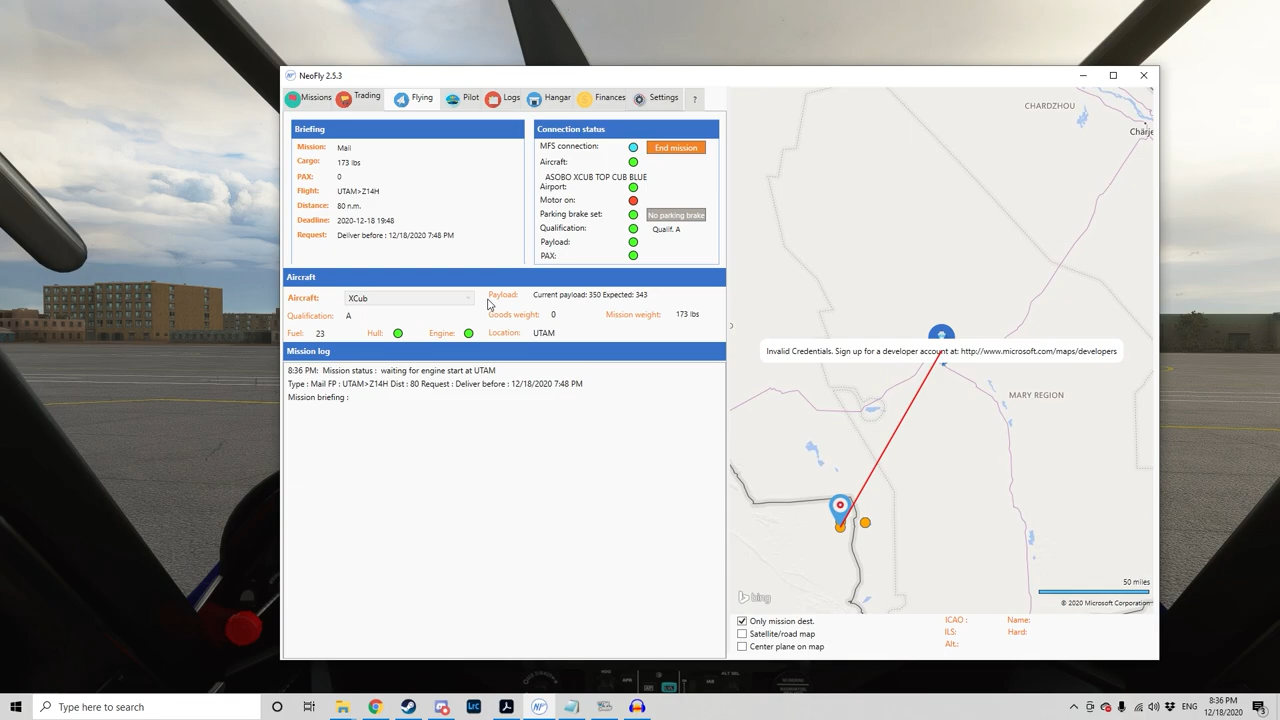 NeoFly 2.5.3
Missions Trading Flying Pilot Logs Hangar Finances Settings ?
Briefing
Mission: Mail
Cargo: 173 lbs
PAX: 0
Flight: UTAM>Z14H
Distance: 80 n.m.
Deadline: 2020-12-18 19:48
Request: Deliver before : 12/18/2020 7:48 PM
Connection status
MFS connection: End mission
Aircraft:
ASOBO XCUB TOP CUB BLUE
Airport:
Motor on:
Parking brake set: No parking brake
Qualification: Qualif. A
Payload:
PAX:
Aircraft
Aircraft: XCub Payload: Current payload: 350 Expected: 343
Qualification: A Goods weight: 0 Mission weight: 173 lbs
Fuel: 23 Hull: Engine: Location: UTAM
Mission log
8:36 PM: Mission status : waiting for engine start at UTAM
Type : Mail FP : UTAM>Z14H Dist : 80 Request : Deliver before : 12/18/2020 7:48 PM
Mission briefing :
CHARDZHOU
Chärje
Invalid Credentials. Sign up for a developer account at: http://www.microsoft.com/maps/developers
MARY REGION
50 miles
bing
© 2020 Microsoft Corporation
Only mission dest. ICAO : Name:
Satellite/road map ILS: Hard:
Center plane on map Alt.:
Type here to search
Lrc
ENG
8:36 PM
12/18/2020
3